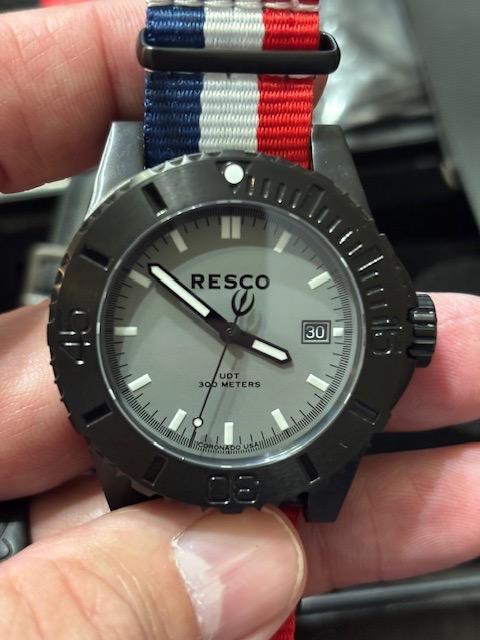 RESCO
45
30
15
UDT
300 METERS
CORONADO USA
30